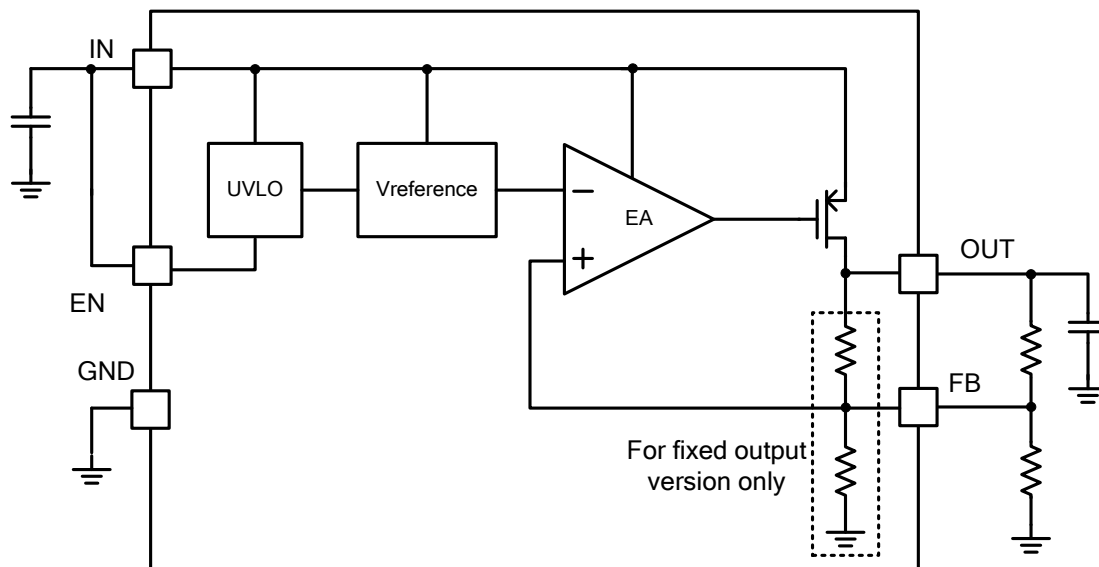 IN
UVLO
Vreference
−
EA
+
OUT
EN
GND
FB
For fixed output
version only